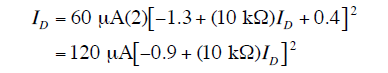 I_D = 60 μA(2)[−1.3 + (10 kΩ)I_D + 0.4]²
= 120 μA[−0.9 + (10 kΩ)I_D]²